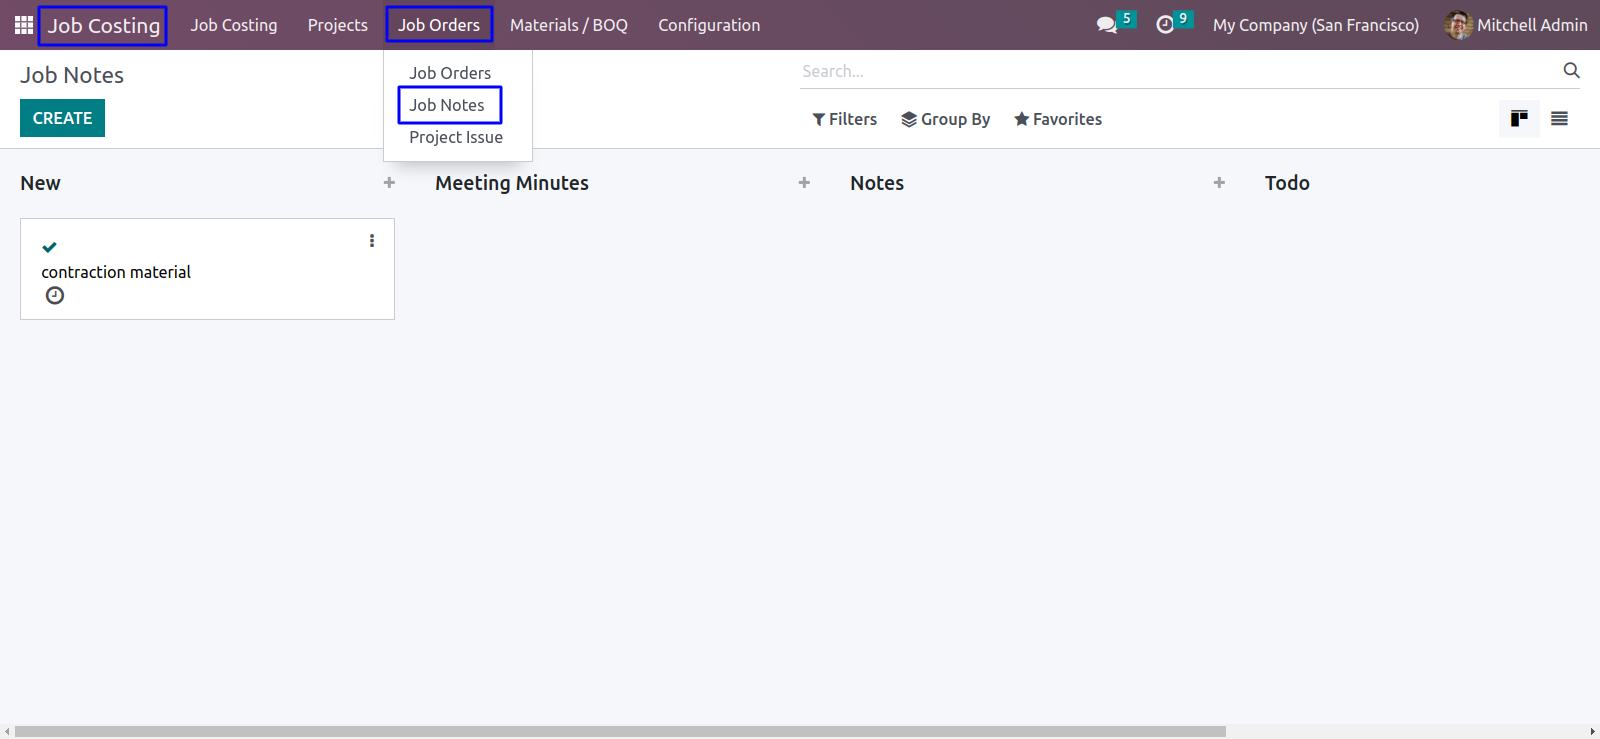 Job Costing Job Costing Projects Job Orders Materials / BOQ Configuration 5 9 My Company (San Francisco) Mitchell Admin
Job Notes
Search...
CREATE
Filters Group By Favorites
Job Orders
Job Notes
Project Issue
New Meeting Minutes Notes Todo
contraction material